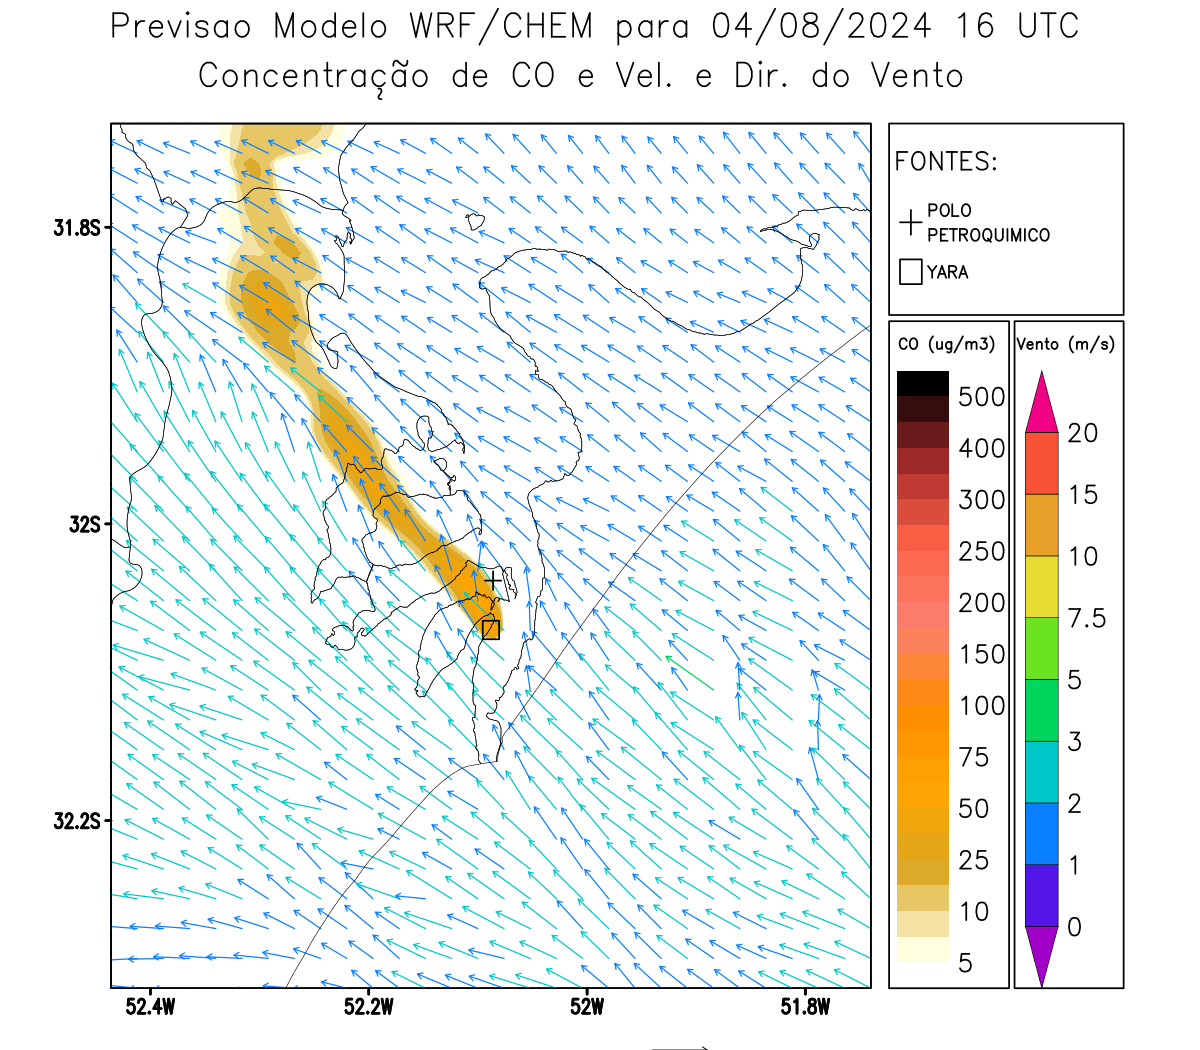 Previsao Modelo WRF/CHEM para 04/08/2024 16 UTC
Concentração de CO e Vel. e Dir. do Vento
FONTES:
POLO
PETROQUIMICO
YARA
CO (ug/m3)
500
400
300
250
200
150
100
75
50
25
10
5
Vento (m/s)
20
15
10
7.5
5
3
2
1
0
31.8S
32S
32.2S
52.4W
52.2W
52W
51.8W